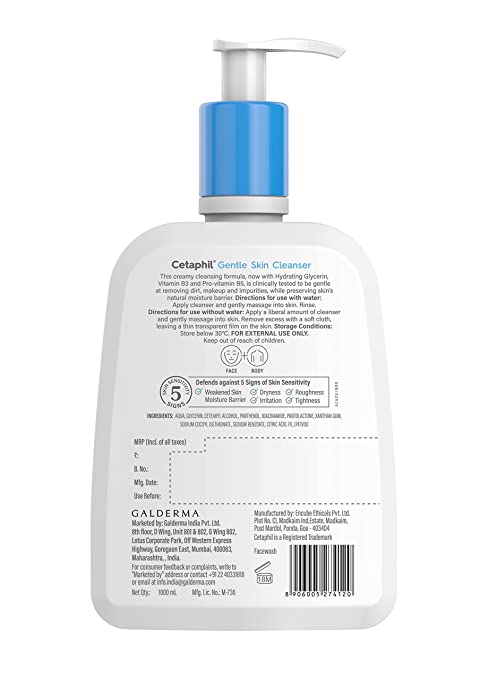 Cetaphil® Gentle Skin Cleanser
This creamy cleansing formula, now with Hydrating Glycerin,
Vitamin B3 and Pro-vitamin B5, is clinically tested to be gentle
at removing dirt, makeup and impurities, while preserving skin's
natural moisture barrier. Directions for use with water:
Apply cleanser and gently massage into skin. Rinse.
Directions for use without water: Apply a liberal amount of cleanser
and gently massage into skin. Remove excess with a soft cloth,
leaving a thin transparent film on the skin. Storage Conditions:
Store below 30°C. FOR EXTERNAL USE ONLY.
Keep out of reach of children.
FACE + BODY
SKIN SENSITIVITY
5
SIGNS
Defends against 5 Signs of Skin Sensitivity
Weakened Skin Dryness Roughness
Moisture Barrier Irritation Tightness
INGREDIENTS: AQUA, GLYCERIN, CETEARYL ALCOHOL, PANTHENOL, NIACINAMIDE, PANTOLACTONE, XANTHAN GUM,
SODIUM COCOYL ISETHIONATE, SODIUM BENZOATE, CITRIC ACID.
MRP (Incl. of all taxes)
₹:
B. No.:
Mfg. Date:
Use Before:
GALDERMA
Marketed by: Galderma India Pvt. Ltd.
8th floor, D Wing, Unit 801 & 802, G Wing 802,
Lotus Corporate Park, Off Western Express
Highway, Goregaon East, Mumbai, 400063,
Maharashtra, , India.
For consumer feedback or complaints, write to
"Marketed by" address or contact +91 22 40331818
or email at info.india@galderma.com
Net Qty.: 1000 mL Mfg. Lic. No.: M-736
Manufactured by: Encube Ethicals Pvt. Ltd.
Plot No. C1, Madkaim Ind.Estate, Madkaim,
Post Mardol, Ponda, Goa - 403404
Cetaphil is a Registered Trademark
Facewash
18M
8 906005 274120